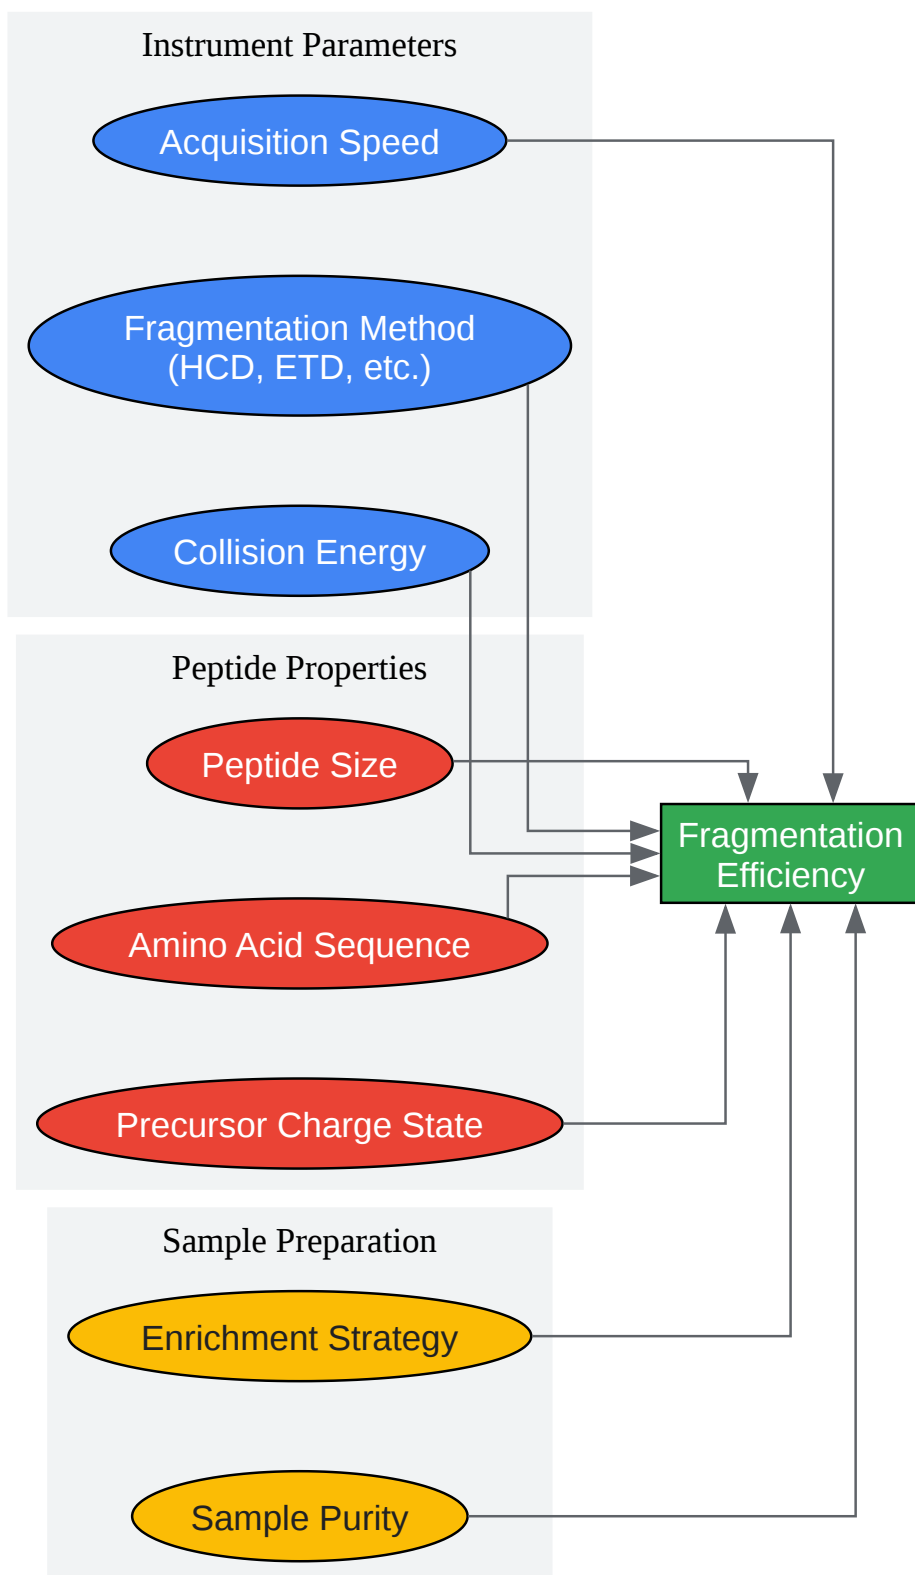 Instrument Parameters
Acquisition Speed
Fragmentation Method
(HCD, ETD, etc.)
Collision Energy
Peptide Properties
Peptide Size
Amino Acid Sequence
Precursor Charge State
Fragmentation
Efficiency
Sample Preparation
Enrichment Strategy
Sample Purity